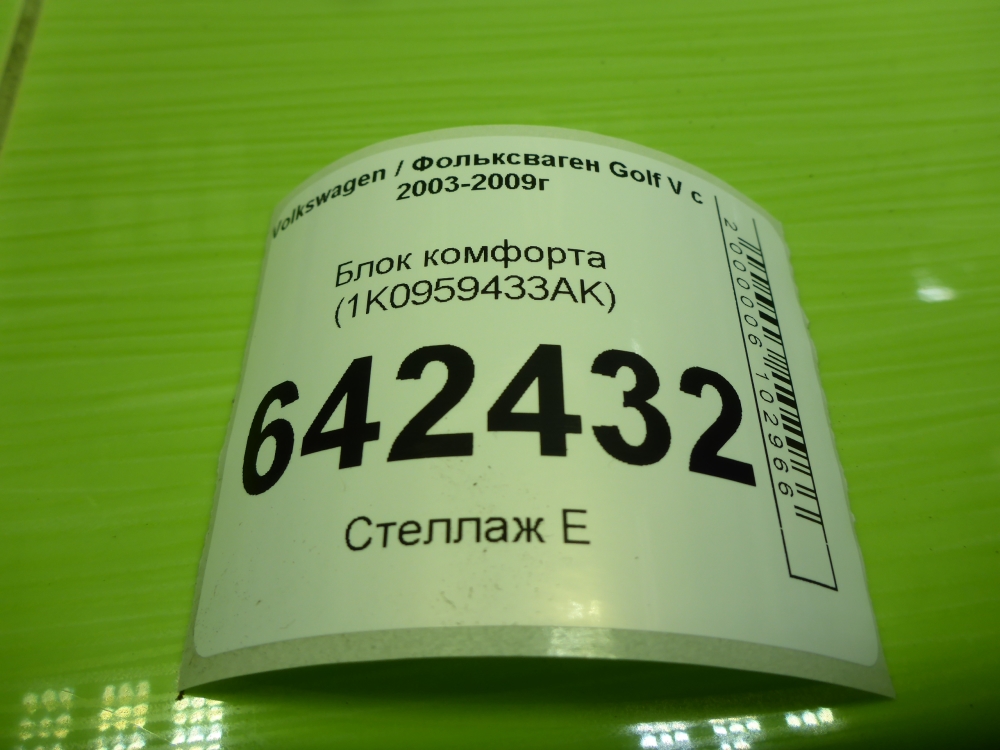 Volkswagen / Фольксваген Golf V с
2003-2009г
Блок комфорта
(1K0959433AK)
642432
Стеллаж Е
2000006102966